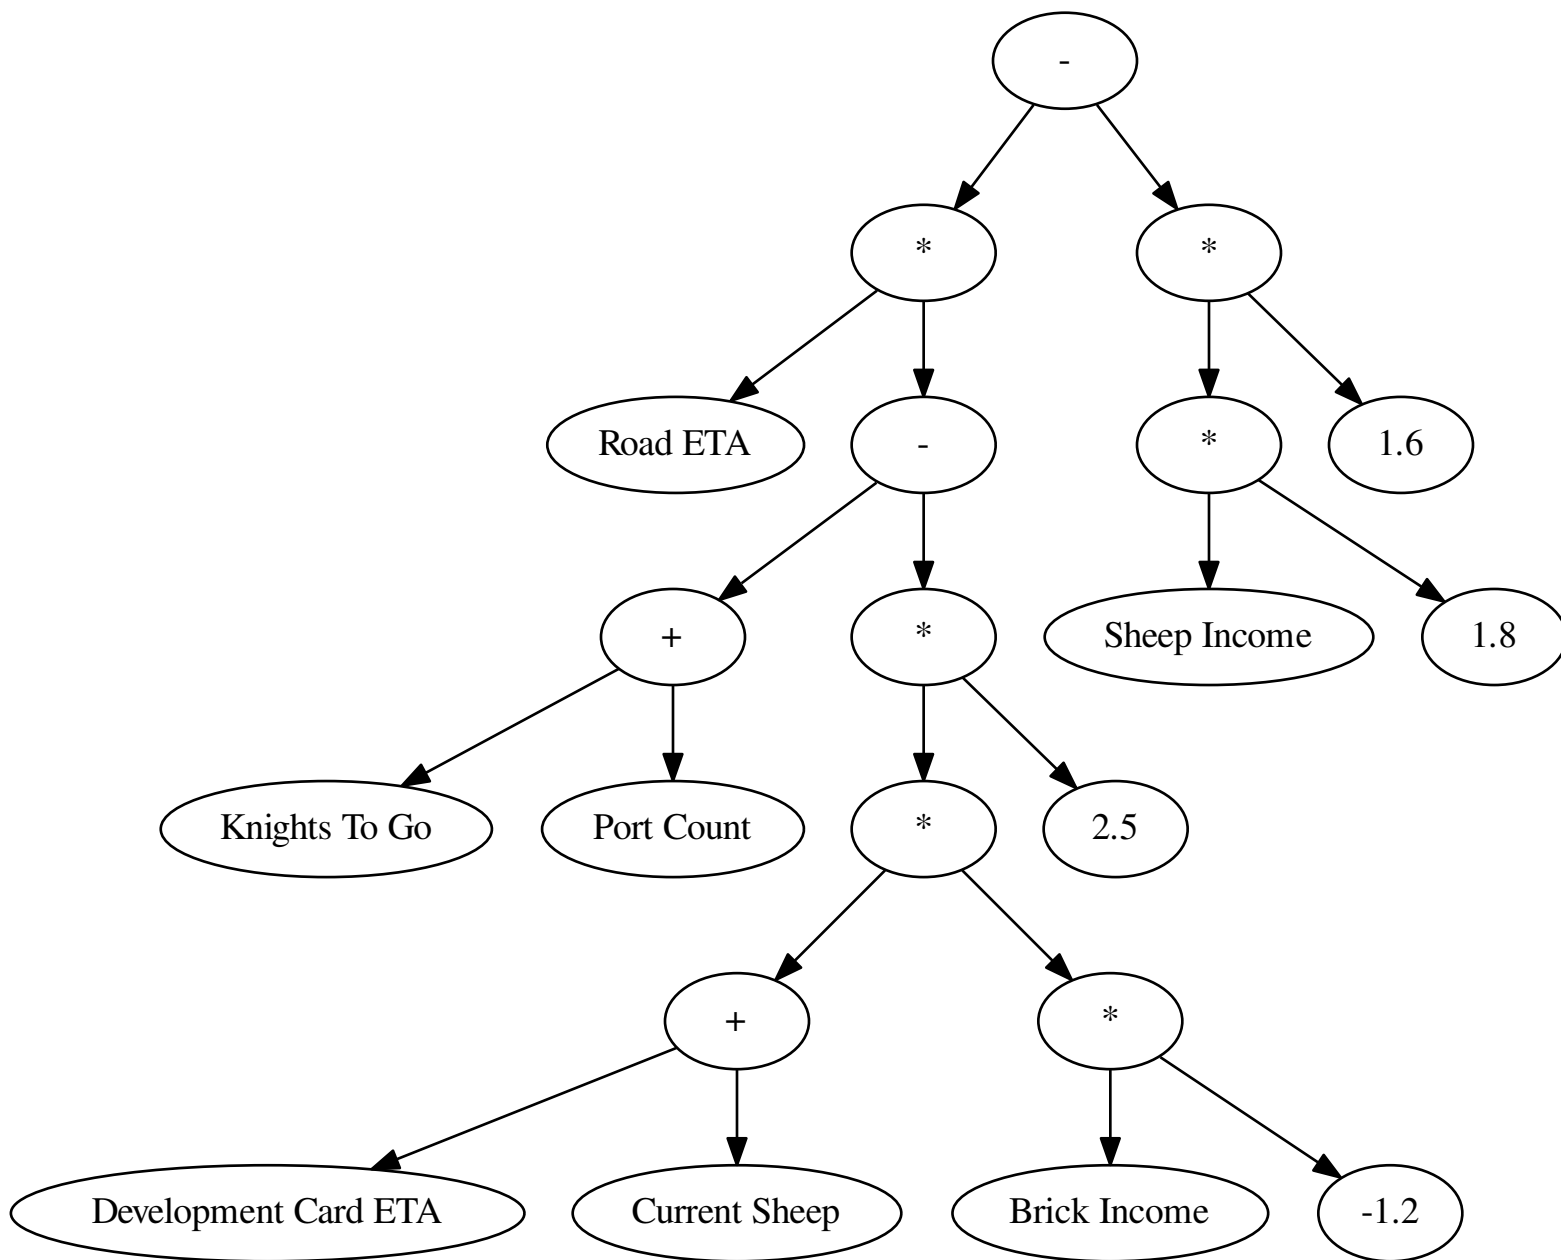 -
*
*
Road ETA
-
*
1.6
+
*
Sheep Income
1.8
Knights To Go
Port Count
*
2.5
+
*
Development Card ETA
Current Sheep
Brick Income
-1.2